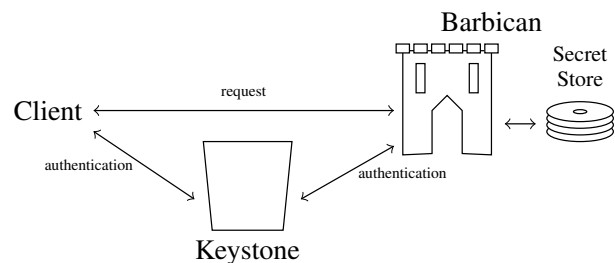 Barbican
Secret
Store
request
Client
authentication
authentication
Keystone